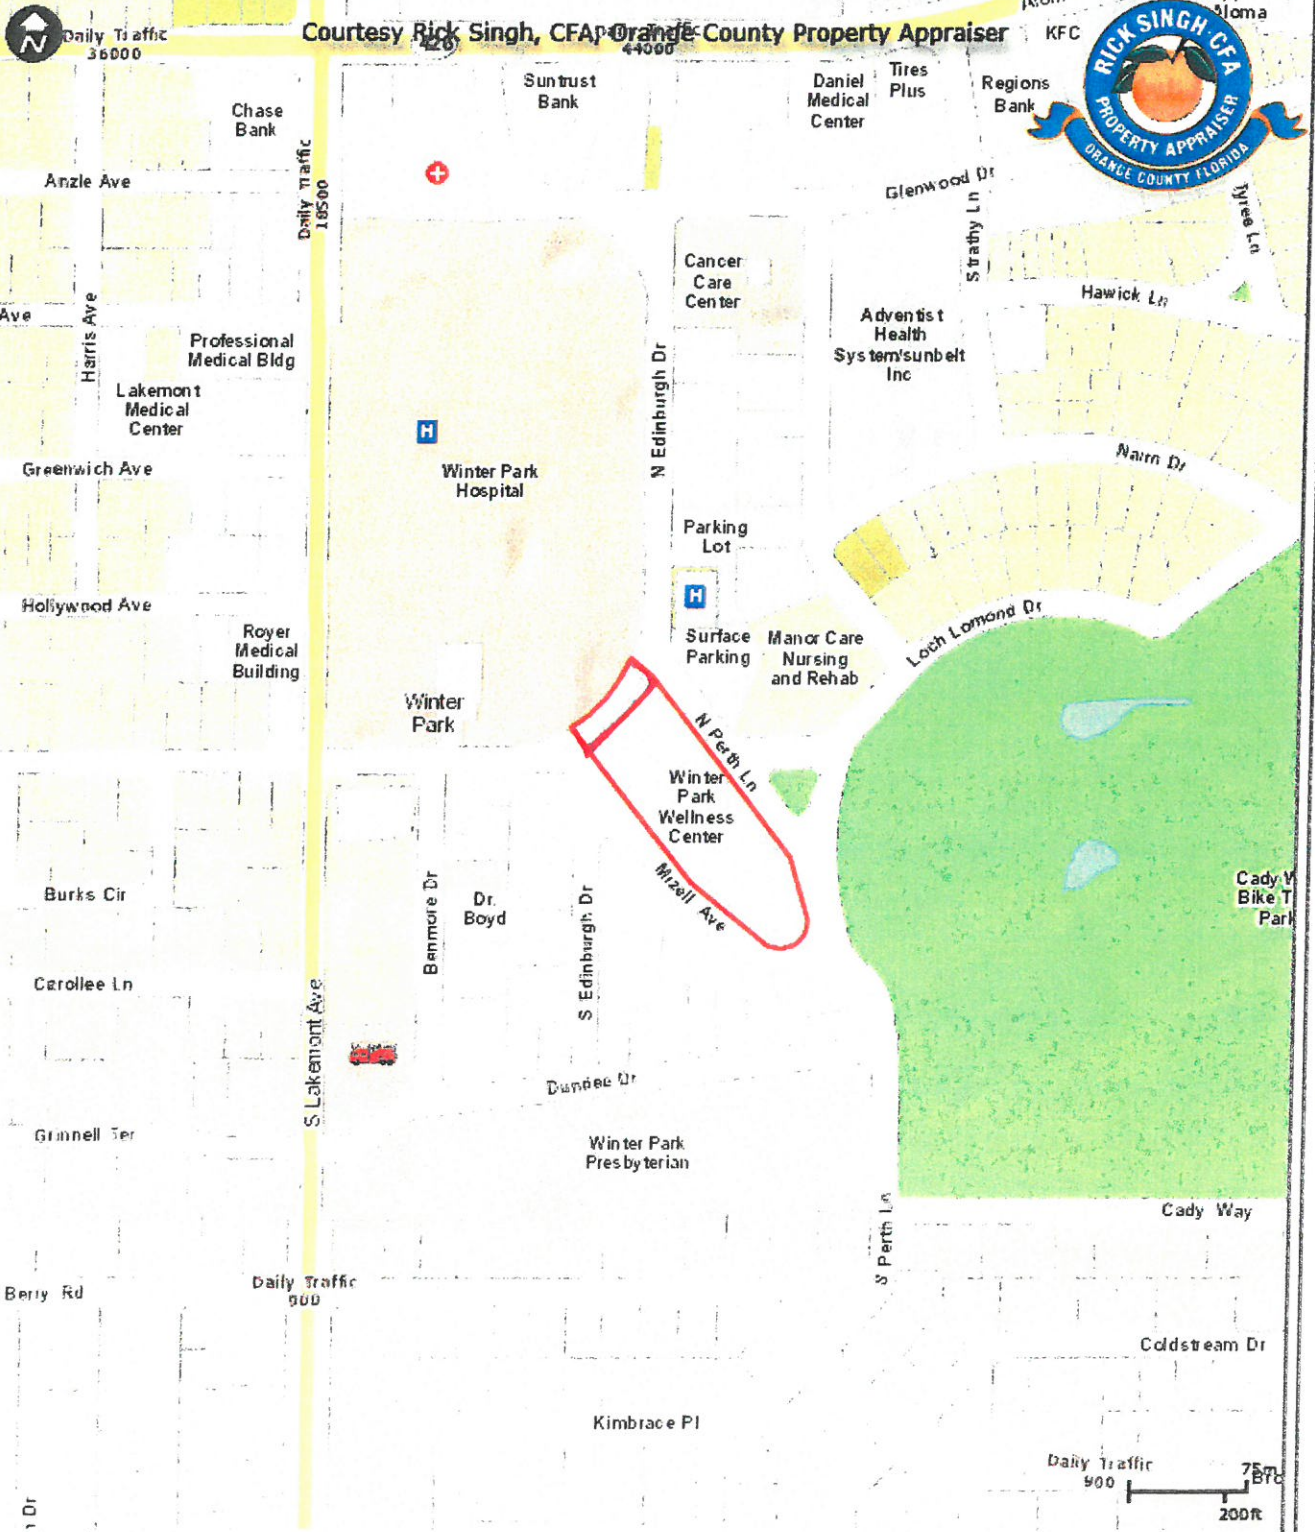 N
Daily Traffic
36000
Courtesy Rick Singh, CFA, Orange County Property Appraiser
426
44000
KFC
Aloma
RICK SINGH · CFA
PROPERTY APPRAISER
ORANGE COUNTY FLORIDA
Suntrust
Bank
Daniel
Medical
Center
Tires
Plus
Regions
Bank
Chase
Bank
Anzle Ave
Daily Traffic
18500
Glenwood Dr
Strathy Ln
Tyree Ln
Cancer
Care
Center
Hawick Ln
Ave
Harris Ave
Professional
Medical Bldg
Adventist
Health
System'sunbelt
Inc
N Edinburgh Dr
Lakemont
Medical
Center
H
Greenwich Ave
Winter Park
Hospital
Nairn Dr
Parking
Lot
H
Hollywood Ave
Royer
Medical
Building
Surface
Parking
Manor Care
Nursing
and Rehab
Loch Lomond Dr
Winter
Park
N Perth Ln
Winter
Park
Wellness
Center
Mizell Ave
Burks Cir
Benmore Dr
Dr.
Boyd
S Edinburgh Dr
Cady W
Bike T
Park
Carollee Ln
S Lakemont Ave
Dundee Dr
Grinnell Ter
Winter Park
Presbyterian
S Perth Ln
Cady Way
Berry Rd
Daily Traffic
900
Coldstream Dr
Kimbrace Pl
Daily Traffic
900
75m
200ft
Dr